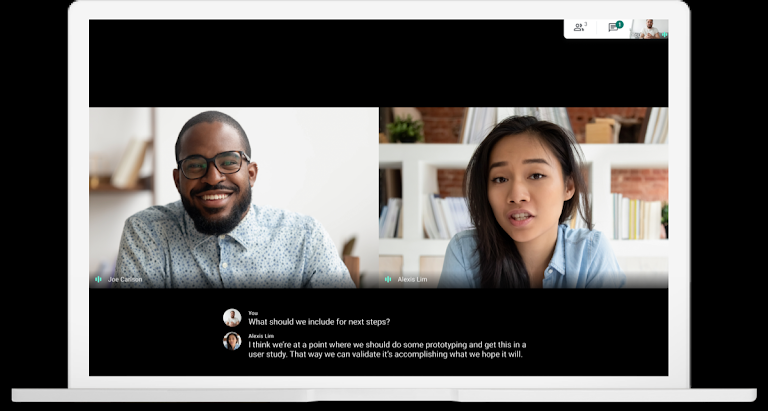 3
1
Joe Carlson
Alexis Lim
You
What should we include for next steps?
Alexis Lim
I think we're at a point where we should do some prototyping and get this in a
user study. That way we can validate it's accomplishing what we hope it will.